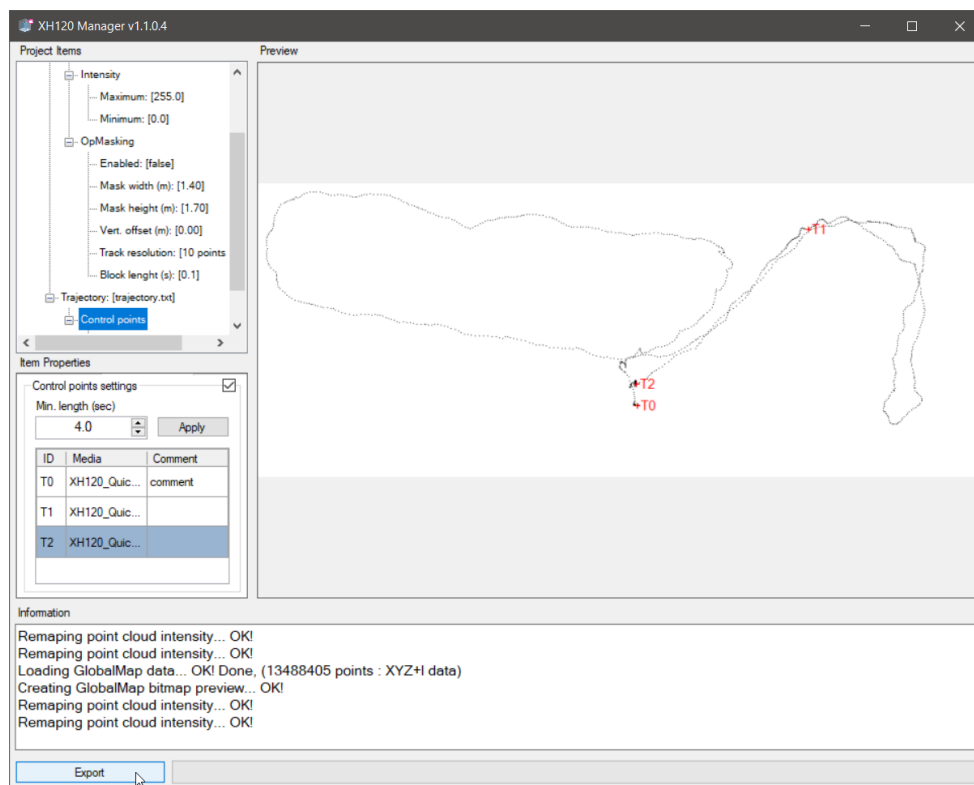 XH120 Manager v1.1.0.4
Project Items
Preview
Intensity
Maximum: [255.0]
Minimum: [0.0]
OpMasking
Enabled: [false]
Mask width (m): [1.40]
Mask height (m): [1.70]
Vert. offset (m): [0.00]
Track resolution: [10 points
Block lenght (s): [0.1]
Trajectory: [trajectory.txt]
Control points
T1
T2
T0
Item Properties
Control points settings
Min. length (sec)
4.0 Apply
ID Media Comment
T0 XH120_Quic... comment
T1 XH120_Quic...
T2 XH120_Quic...
Information
Remaping point cloud intensity... OK!
Remaping point cloud intensity... OK!
Loading GlobalMap data... OK! Done, (13488405 points : XYZ+I data)
Creating GlobalMap bitmap preview... OK!
Remaping point cloud intensity... OK!
Remaping point cloud intensity... OK!
Export